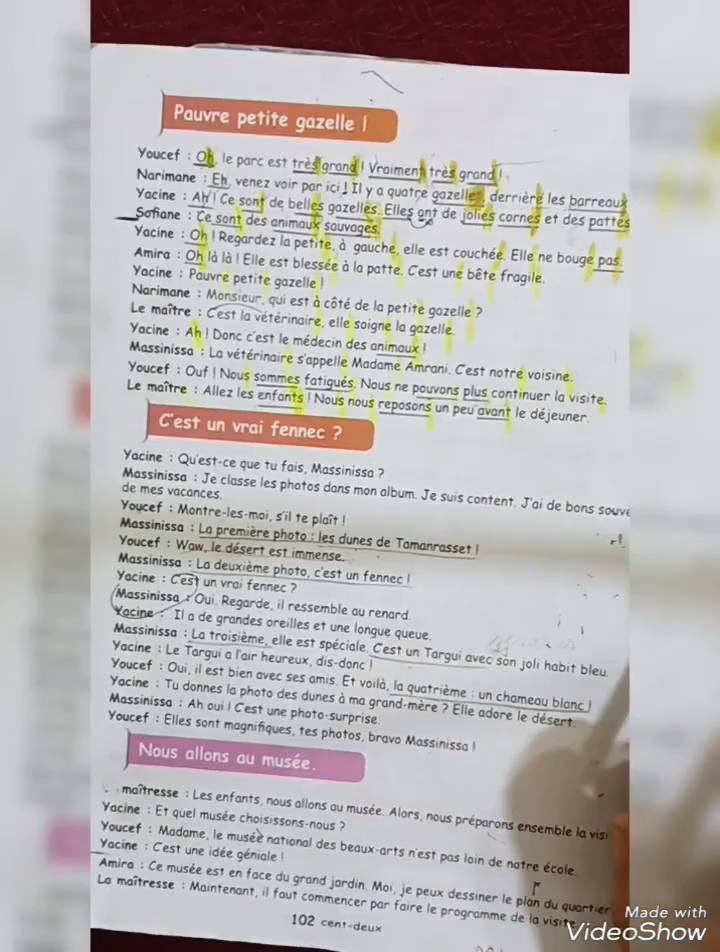 Pauvre petite gazelle !
Youcef : Oh, le parc est très grand ! Vraiment très grand !
Narimane : Eh, venez voir par ici ! Il y a quatre gazelles, derrière les barreaux
Yacine : Ah ! Ce sont de belles gazelles. Elles ont de jolies cornes et des pattes
Sofiane : Ce sont des animaux sauvages.
Yacine : Oh ! Regardez la petite, à gauche, elle est couchée. Elle ne bouge pas.
Amira : Oh là là ! Elle est blessée à la patte. C'est une bête fragile.
Yacine : Pauvre petite gazelle !
Narimane : Monsieur, qui est à côté de la petite gazelle ?
Le maître : C'est la vétérinaire, elle soigne la gazelle.
Yacine : Ah ! Donc c'est le médecin des animaux !
Massinissa : La vétérinaire s'appelle Madame Amrani. C'est notre voisine.
Youcef : Ouf ! Nous sommes fatigués. Nous ne pouvons plus continuer la visite.
Le maître : Allez les enfants ! Nous nous reposons un peu avant le déjeuner.
C'est un vrai fennec ?
Yacine : Qu'est-ce que tu fais, Massinissa ?
Massinissa : Je classe les photos dans mon album. Je suis content. J'ai de bons souve
de mes vacances.
Youcef : Montre-les-moi, s'il te plaît !
Massinissa : La première photo : les dunes de Tamanrasset !
Youcef : Waw, le désert est immense.
Massinissa : La deuxième photo, c'est un fennec !
Yacine : C'est un vrai fennec ?
Massinissa : Oui. Regarde, il ressemble au renard.
Yacine : Il a de grandes oreilles et une longue queue.
Massinissa : La troisième, elle est spéciale. C'est un Targui avec son joli habit bleu.
Yacine : Le Targui a l'air heureux, dis-donc !
Youcef : Oui, il est bien avec ses amis. Et voilà, la quatrième : un chameau blanc !
Yacine : Tu donnes la photo des dunes à ma grand-mère ? Elle adore le désert.
Massinissa : Ah oui ! C'est une photo-surprise.
Youcef : Elles sont magnifiques, tes photos, bravo Massinissa !
Nous allons au musée.
maîtresse : Les enfants, nous allons au musée. Alors, nous préparons ensemble la visi
Yacine : Et quel musée choisissons-nous ?
Youcef : Madame, le musée national des beaux-arts n'est pas loin de notre école.
Yacine : C'est une idée géniale !
Amira : Ce musée est en face du grand jardin. Moi, je peux dessiner le plan du quartier
La maîtresse : Maintenant, il faut commencer par faire le programme de la visite
102 cent-deux
Made with
VideoShow